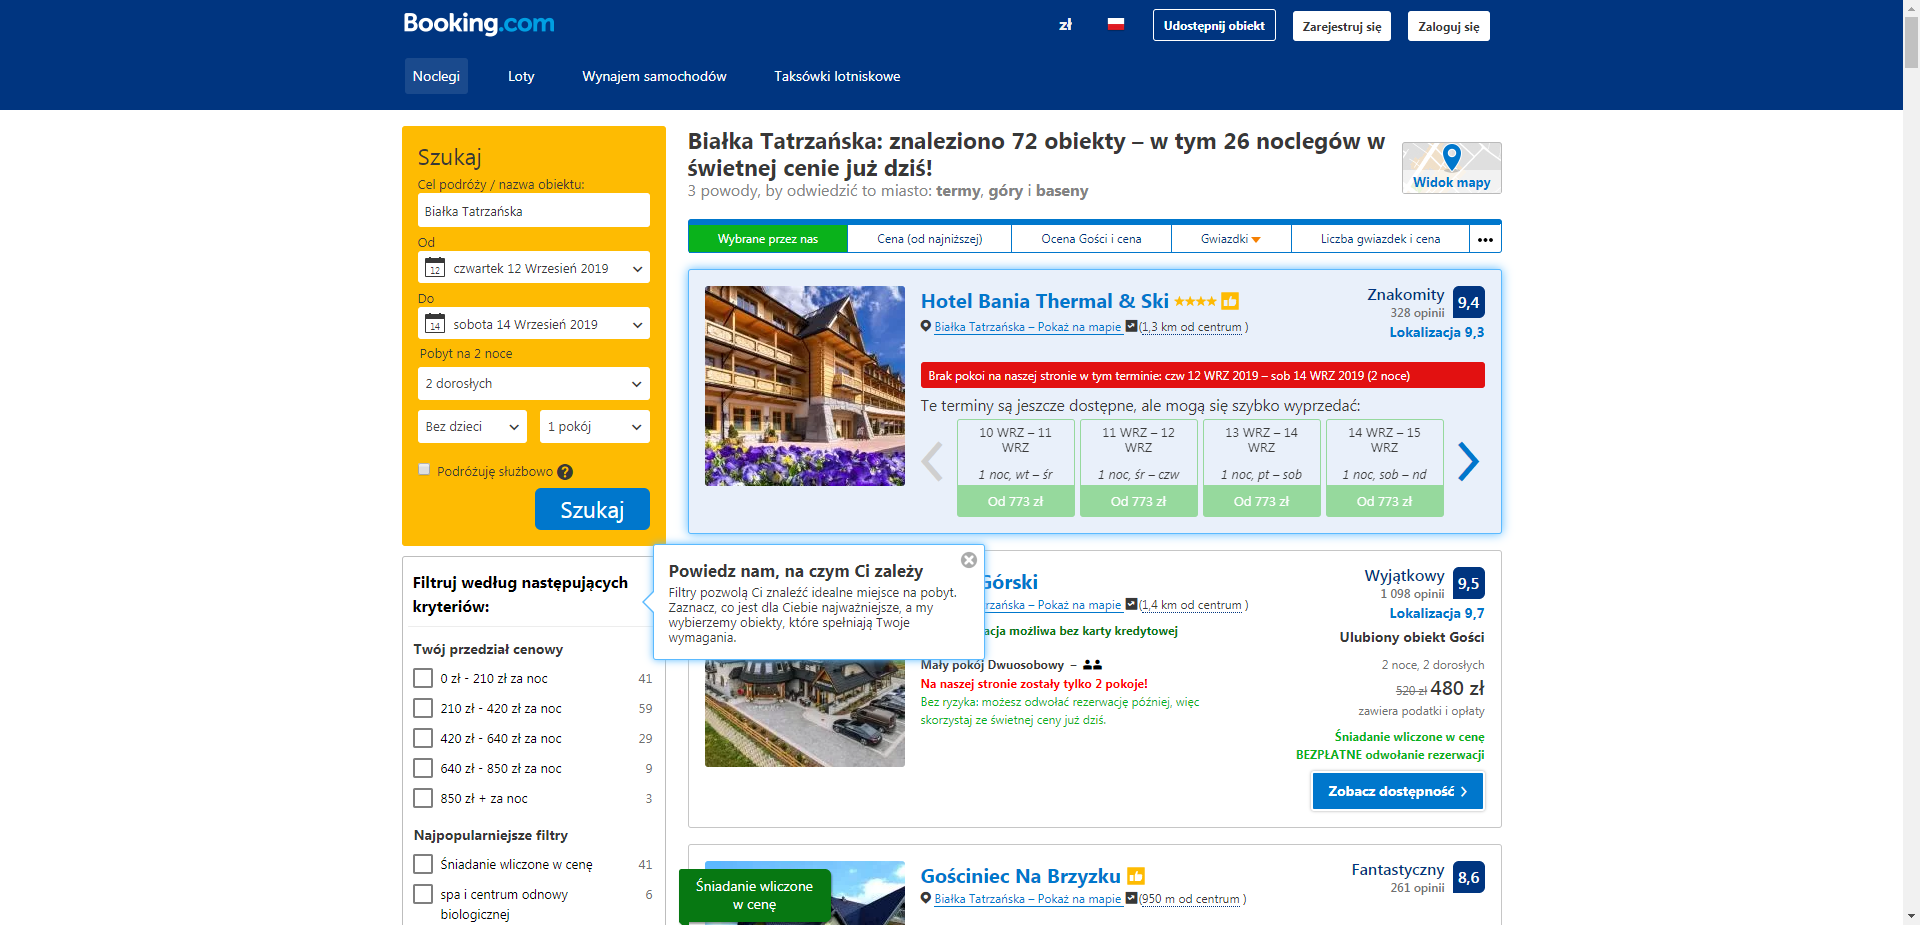 Booking.com
zł
Udostępnij obiekt
Zarejestruj się
Zaloguj się
Noclegi
Loty
Wynajem samochodów
Taksówki lotniskowe
Szukaj
Cel podróży / nazwa obiektu:
Białka Tatrzańska
Od
12
czwartek 12 Wrzesień 2019
Do
14
sobota 14 Wrzesień 2019
Pobyt na 2 noce
2 dorosłych
Bez dzieci
1 pokój
Podróżuję służbowo ?
Szukaj
Filtruj według następujących
kryteriów:
Twój przedział cenowy
0 zł - 210 zł za noc 41
210 zł - 420 zł za noc 59
420 zł - 640 zł za noc 29
640 zł - 850 zł za noc 9
850 zł + za noc 3
Najpopularniejsze filtry
Śniadanie wliczone w cenę 41
spa i centrum odnowy 6
biologicznej
Powiedz nam, na czym Ci zależy
Filtry pozwolą Ci znaleźć idealne miejsce na pobyt.
Zaznacz, co jest dla Ciebie najważniejsze, a my
wybierzemy obiekty, które spełniają Twoje
wymagania.
Białka Tatrzańska: znaleziono 72 obiekty – w tym 26 noclegów w
świetnej cenie już dziś!
3 powody, by odwiedzić to miasto: termy, góry i baseny
Widok mapy
Wybrane przez nas
Cena (od najniższej)
Ocena Gości i cena
Gwiazdki
Liczba gwiazdek i cena
•••
Hotel Bania Thermal & Ski
Białka Tatrzańska – Pokaż na mapie (1,3 km od centrum )
Znakomity 9,4
328 opinii
Lokalizacja 9,3
Brak pokoi na naszej stronie w tym terminie: czw 12 WRZ 2019 – sob 14 WRZ 2019 (2 noce)
Te terminy są jeszcze dostępne, ale mogą się szybko wyprzedać:
10 WRZ – 11
WRZ
1 noc, wt – śr
Od 773 zł
11 WRZ – 12
WRZ
1 noc, śr – czw
Od 773 zł
13 WRZ – 14
WRZ
1 noc, pt – sob
Od 773 zł
14 WRZ – 15
WRZ
1 noc, sob – nd
Od 773 zł
Górski
rzańska – Pokaż na mapie (1,4 km od centrum )
acja możliwa bez karty kredytowej
Mały pokój Dwuosobowy –
Na naszej stronie zostały tylko 2 pokoje!
Bez ryzyka: możesz odwołać rezerwację później, więc
skorzystaj ze świetnej ceny już dziś.
Wyjątkowy 9,5
1 098 opinii
Lokalizacja 9,7
Ulubiony obiekt Gości
2 noce, 2 dorosłych
520 zł 480 zł
zawiera podatki i opłaty
Śniadanie wliczone w cenę
BEZPŁATNE odwołanie rezerwacji
Zobacz dostępność
Śniadanie wliczone
w cenę
Gościniec Na Brzyzku
Białka Tatrzańska – Pokaż na mapie (950 m od centrum )
Fantastyczny 8,6
261 opinii